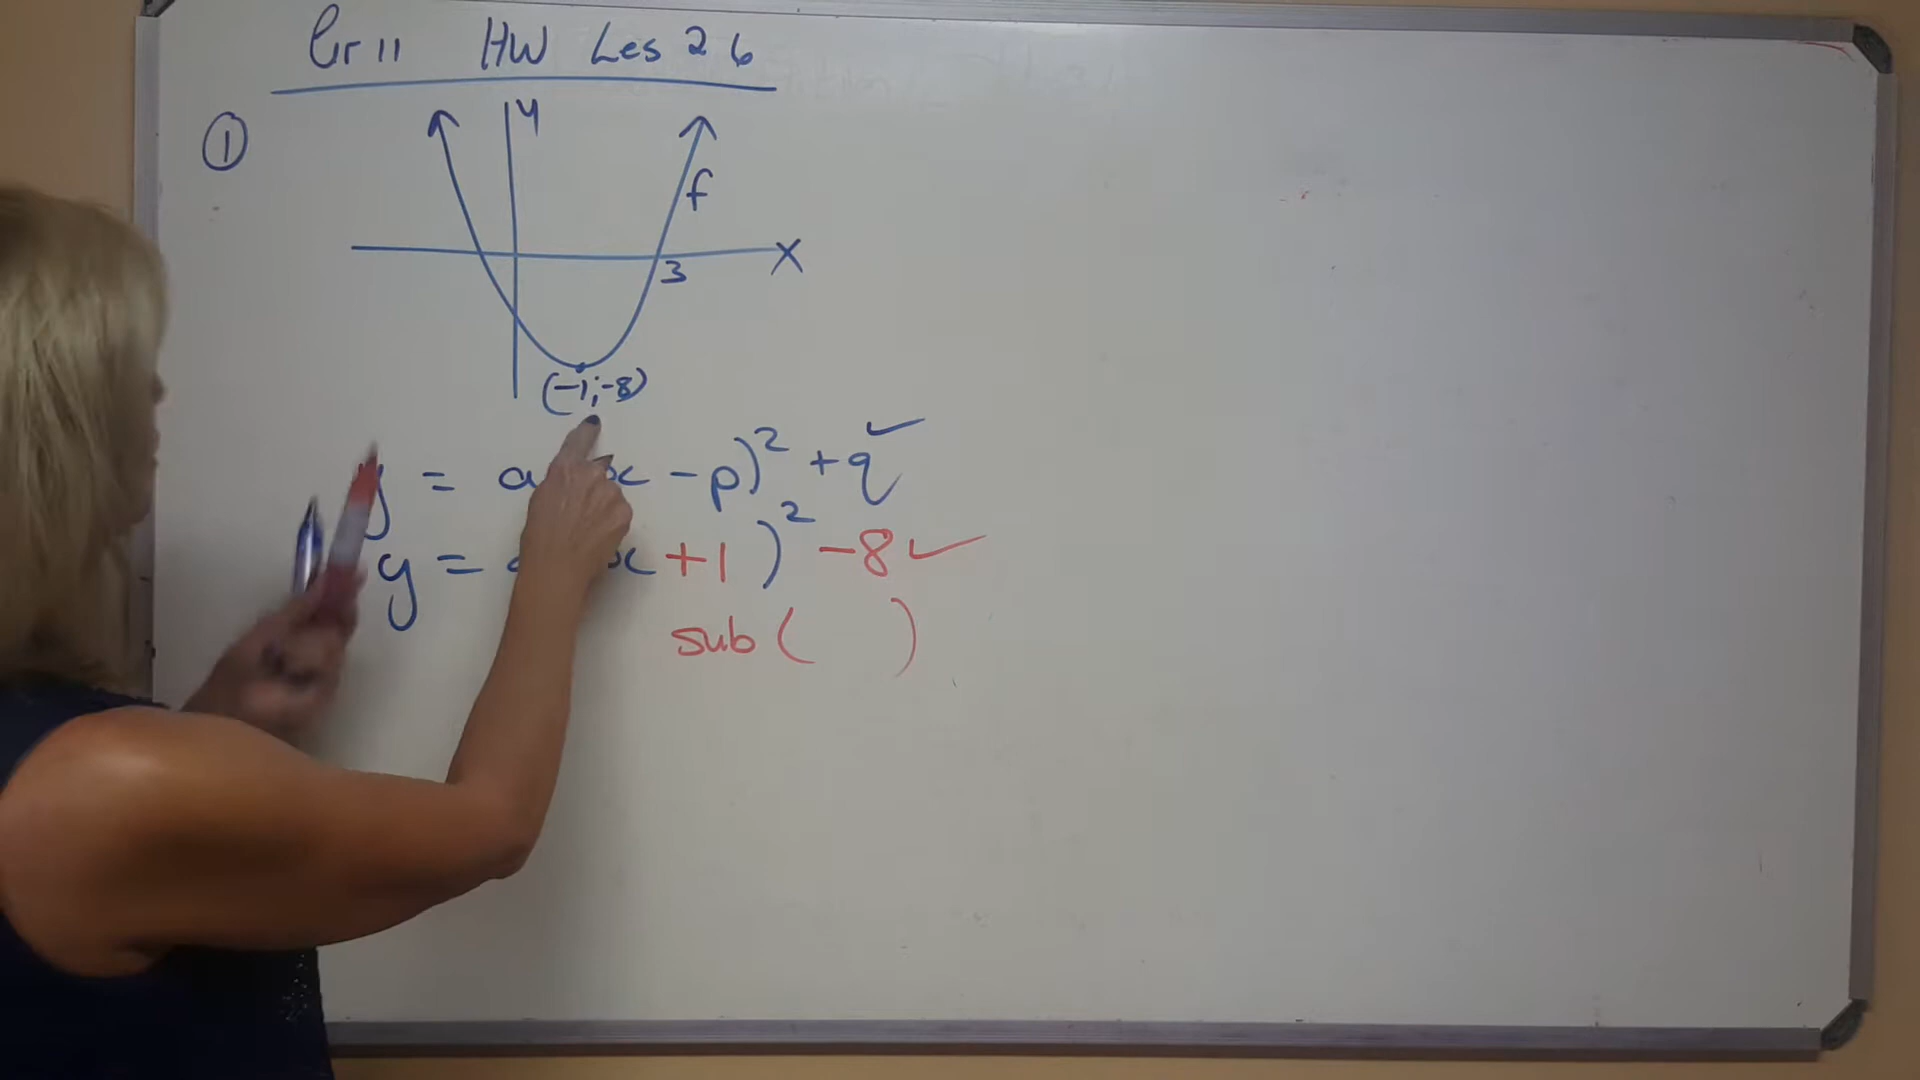 Gr 11 HW Les 26
①
y
f
x
3
(-1;-8)
y = a x - p)² + q ✓
y = x + 1 )² - 8 ✓
sub ( )